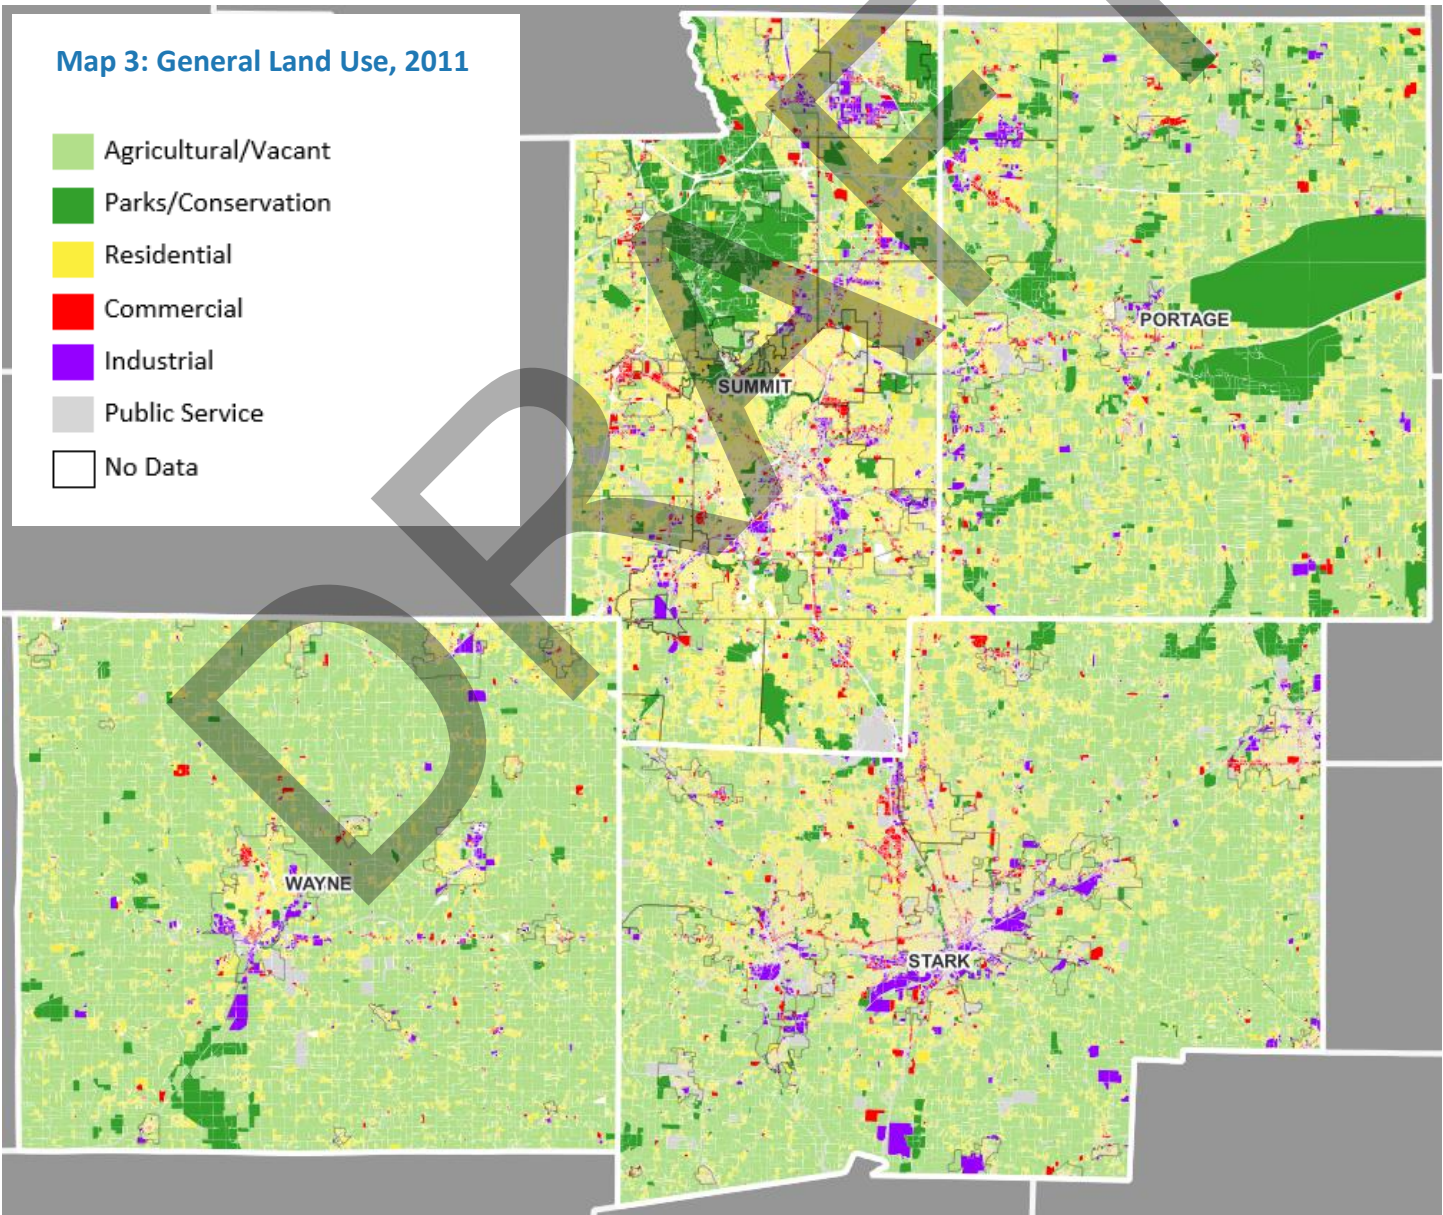 Map 3: General Land Use, 2011
Agricultural/Vacant
Parks/Conservation
Residential
Commercial
Industrial
Public Service
No Data
PORTAGE
SUMMIT
WAYNE
STARK
DRAFT